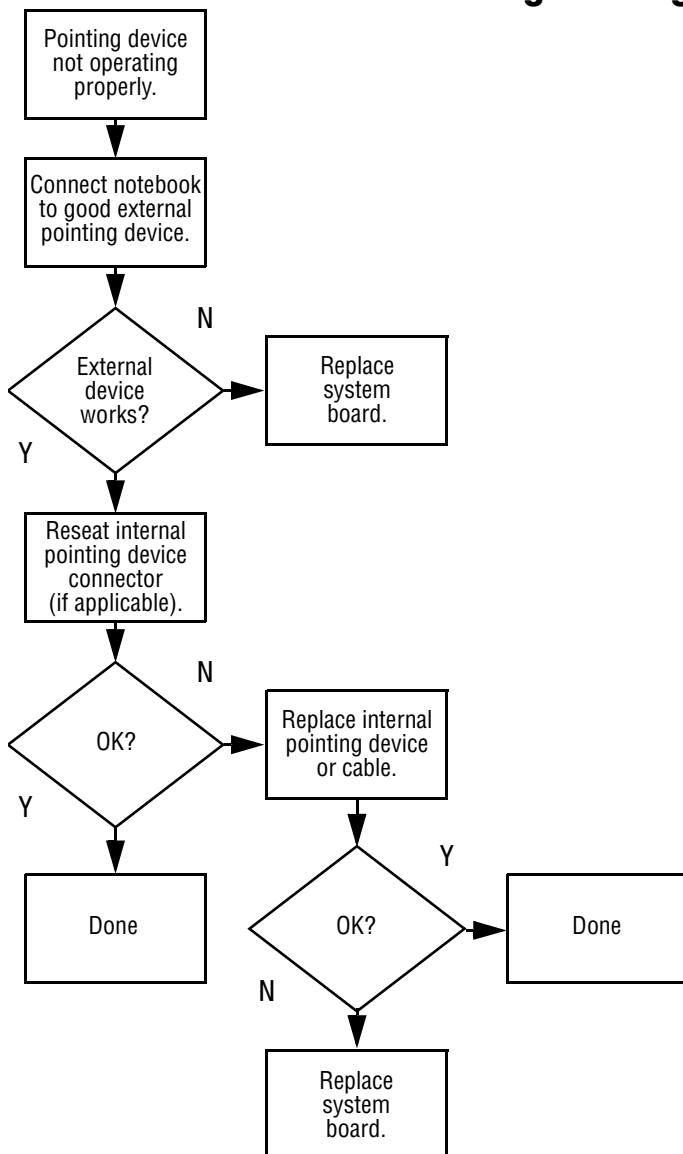 Pointing device
not operating
properly.
Connect notebook
to good external
pointing device.
N
External
device
works?
Replace
system
board.
Y
Reseat internal
pointing device
connector
(if applicable).
N
OK?
Replace internal
pointing device
or cable.
Y
Y
Done
OK?
Done
N
Replace
system
board.